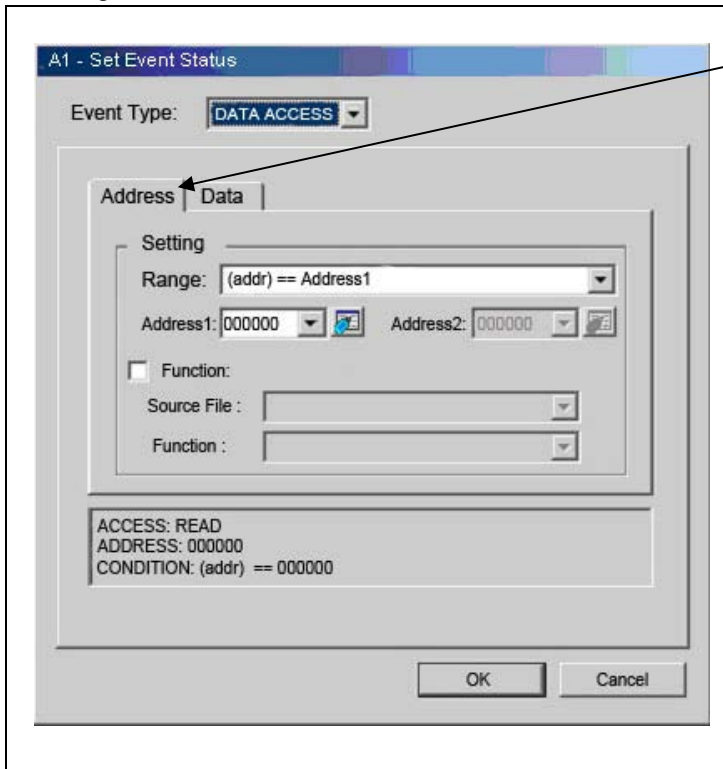 A1 - Set Event Status
Event Type: DATA ACCESS
Address Data
Setting
Range: (addr) == Address1
Address1: 000000 Address2: 000000
Function:
Source File :
Function :
ACCESS: READ
ADDRESS: 000000
CONDITION: (addr) == 000000
OK Cancel